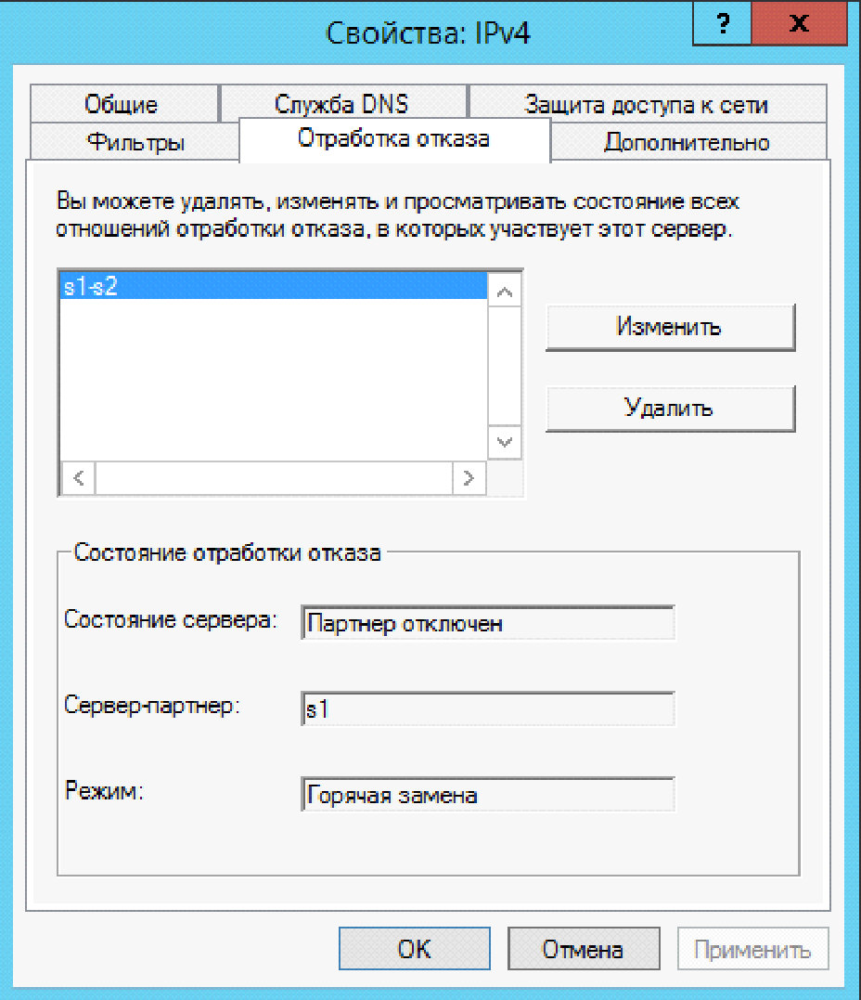 Свойства: IPv4
?
x
Общие
Служба DNS
Защита доступа к сети
Фильтры
Отработка отказа
Дополнительно
Вы можете удалять, изменять и просматривать состояние всех
отношений отработки отказа, в которых участвует этот сервер.
s1-s2
Изменить
Удалить
Состояние отработки отказа
Состояние сервера:
Партнер отключен
Сервер-партнер:
s1
Режим:
Горячая замена
ОК
Отмена
Применить